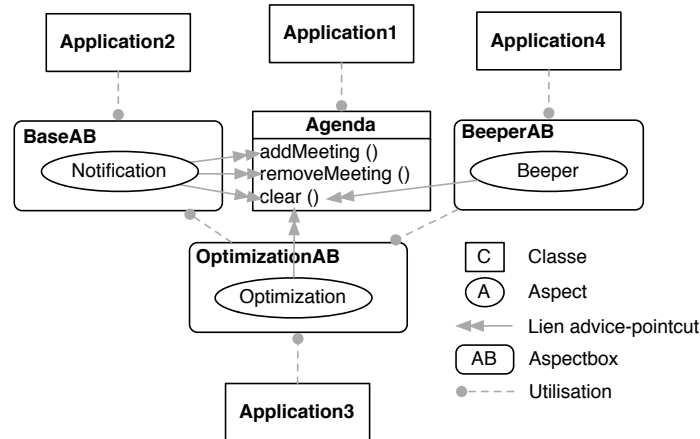 Application2
Application1
Application4
BaseAB
Notification
Agenda
addMeeting ()
removeMeeting ()
clear ()
BeeperAB
Beeper
OptimizationAB
Optimization
Application3
C Classe
A Aspect
Lien advice-pointcut
AB Aspectbox
Utilisation